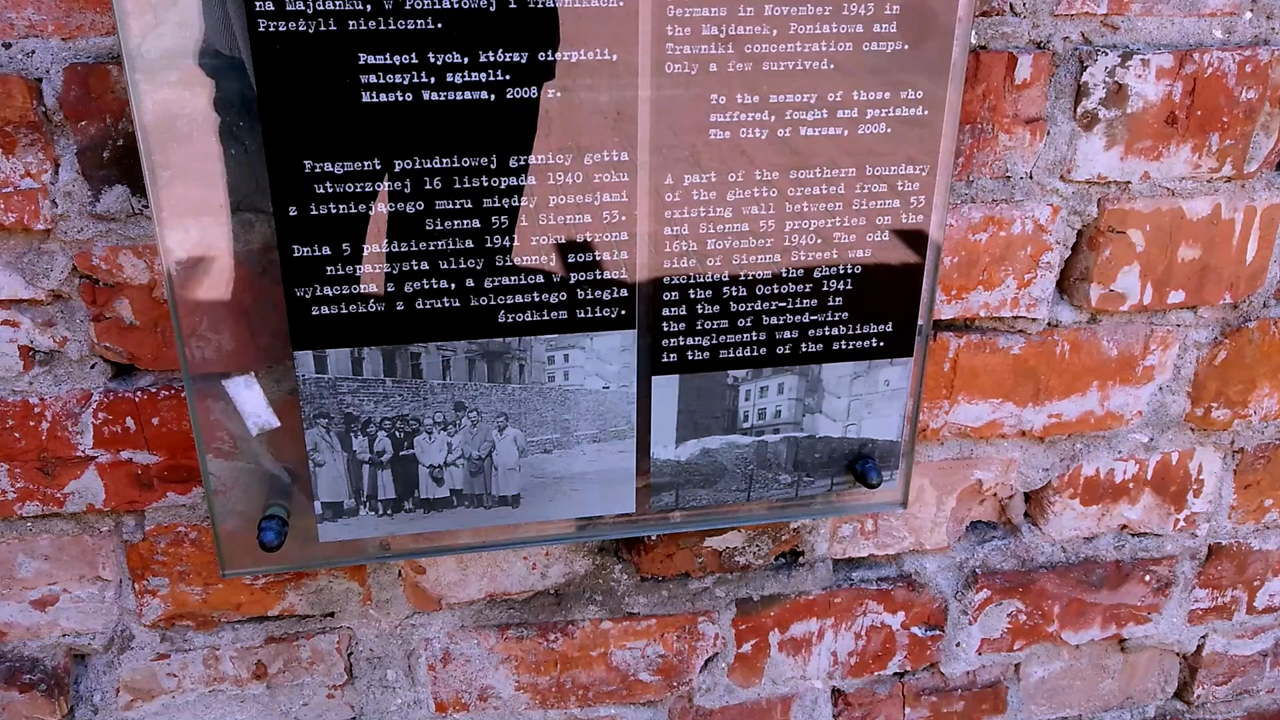 na Majdanku, w Poniatowej i Trawnikach.
Przeżyli nieliczni.
Pamięci tych, którzy cierpieli,
walczyli, zginęli.
Miasto Warszawa, 2008 r.
Fragment południowej granicy getta
utworzonej 16 listopada 1940 roku
z istniejącego muru między posesjami
Sienna 55 i Sienna 53.
Dnia 5 października 1941 roku strona
nieparzysta ulicy Siennej została
wyłączona z getta, a granica w postaci
zasieków z drutu kolczastego biegła
środkiem ulicy.
Germans in November 1943 in
the Majdanek, Poniatowa and
Trawniki concentration camps.
Only a few survived.
To the memory of those who
suffered, fought and perished.
The City of Warsaw, 2008.
A part of the southern boundary
of the ghetto created from the
existing wall between Sienna 53
and Sienna 55 properties on the
16th November 1940. The odd
side of Sienna Street was
excluded from the ghetto
on the 5th October 1941
and the border-line in
the form of barbed-wire
entanglements was established
in the middle of the street.